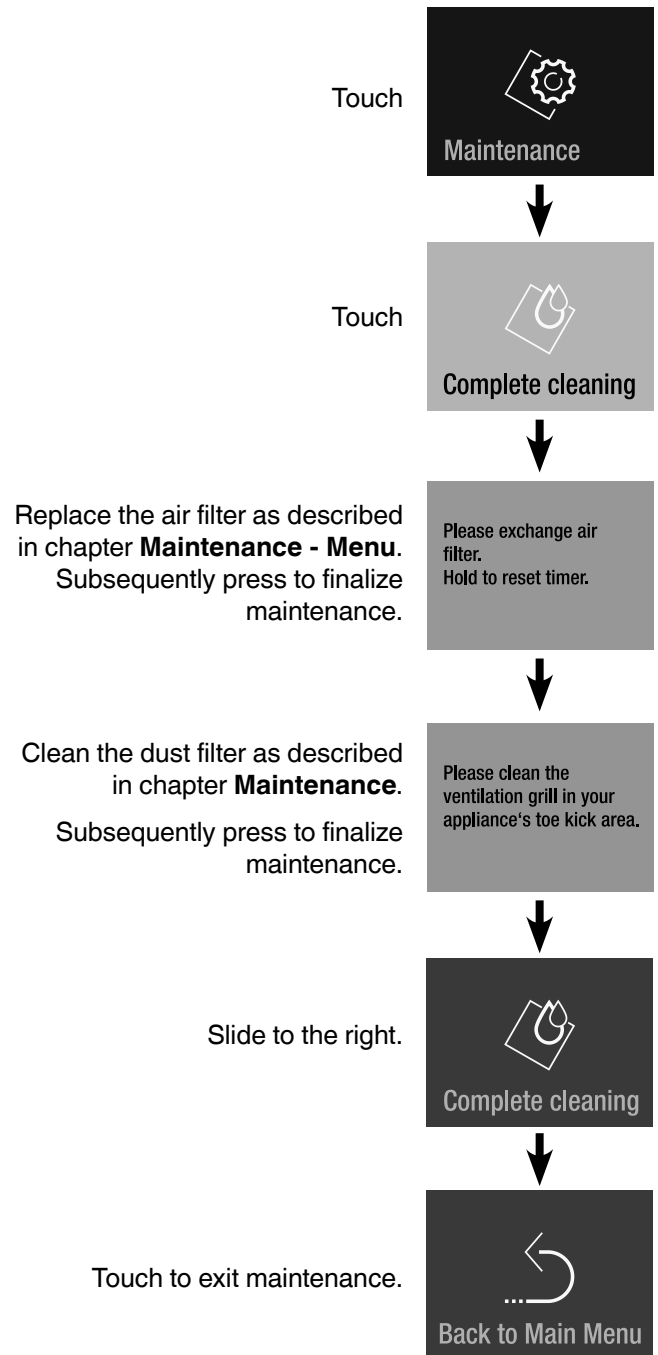 Touch
Maintenance
Touch
Complete cleaning
Replace the air filter as described
in chapter Maintenance - Menu.
Subsequently press to finalize
maintenance.
Please exchange air
filter.
Hold to reset timer.
Clean the dust filter as described
in chapter Maintenance.
Subsequently press to finalize
maintenance.
Please clean the
ventilation grill in your
appliance‘s toe kick area.
Slide to the right.
Complete cleaning
Touch to exit maintenance.
Back to Main Menu